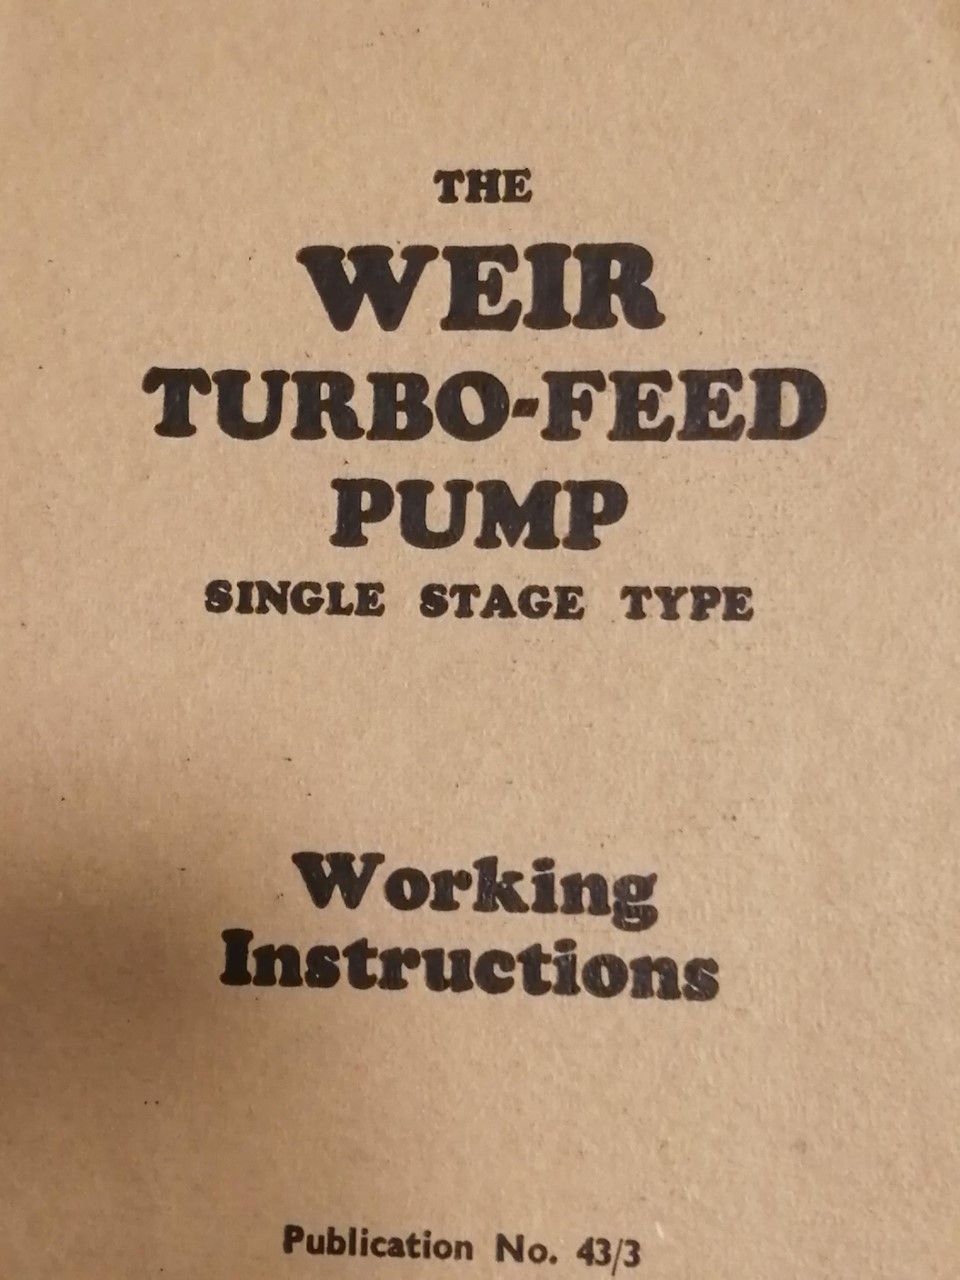 THE
WEIR
TURBO-FEED
PUMP
SINGLE STAGE TYPE
Working
Instructions
Publication No. 43/3